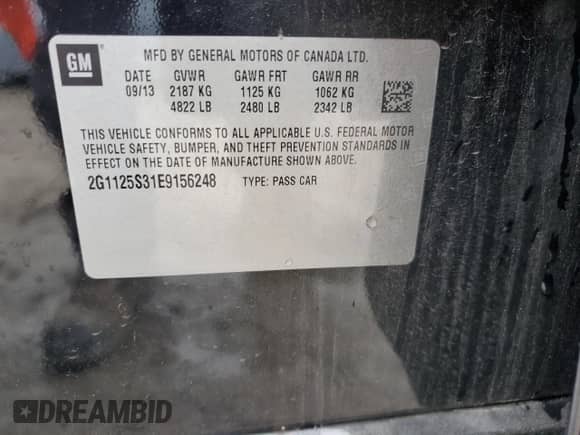 GM
MFD BY GENERAL MOTORS OF CANADA LTD.
DATE GVWR GAWR FRT GAWR RR
09/13 2187 KG 1125 KG 1062 KG
4822 LB 2480 LB 2342 LB
THIS VEHICLE CONFORMS TO ALL APPLICABLE U.S. FEDERAL MOTOR
VEHICLE SAFETY, BUMPER, AND THEFT PREVENTION STANDARDS IN
EFFECT ON THE DATE OF MANUFACTURE SHOWN ABOVE.
2G1125S31E9156248 TYPE: PASS CAR
DREAMBID